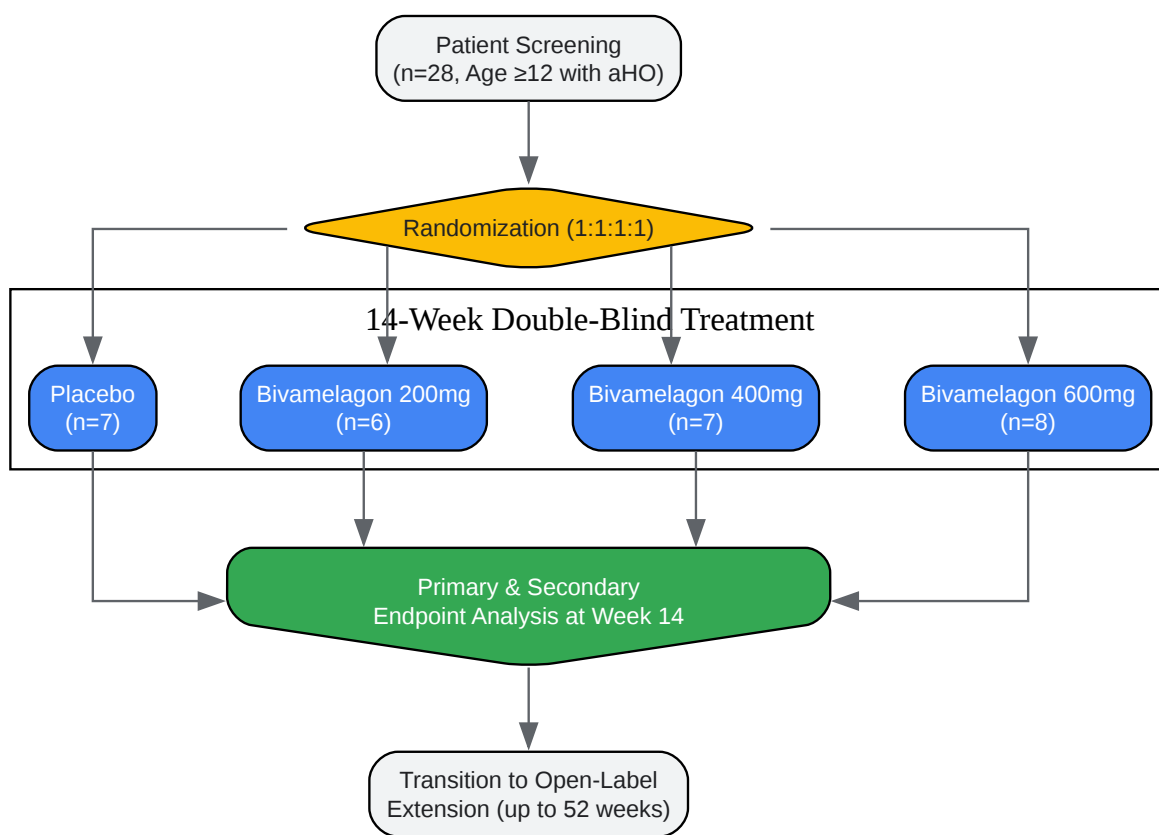 Patient Screening
(n=28, Age ≥12 with aHO)
Randomization (1:1:1:1)
14-Week Double-Blind Treatment
Placebo
(n=7)
Bivamelagon 200mg
(n=6)
Bivamelagon 400mg
(n=7)
Bivamelagon 600mg
(n=8)
Primary & Secondary
Endpoint Analysis at Week 14
Transition to Open-Label
Extension (up to 52 weeks)